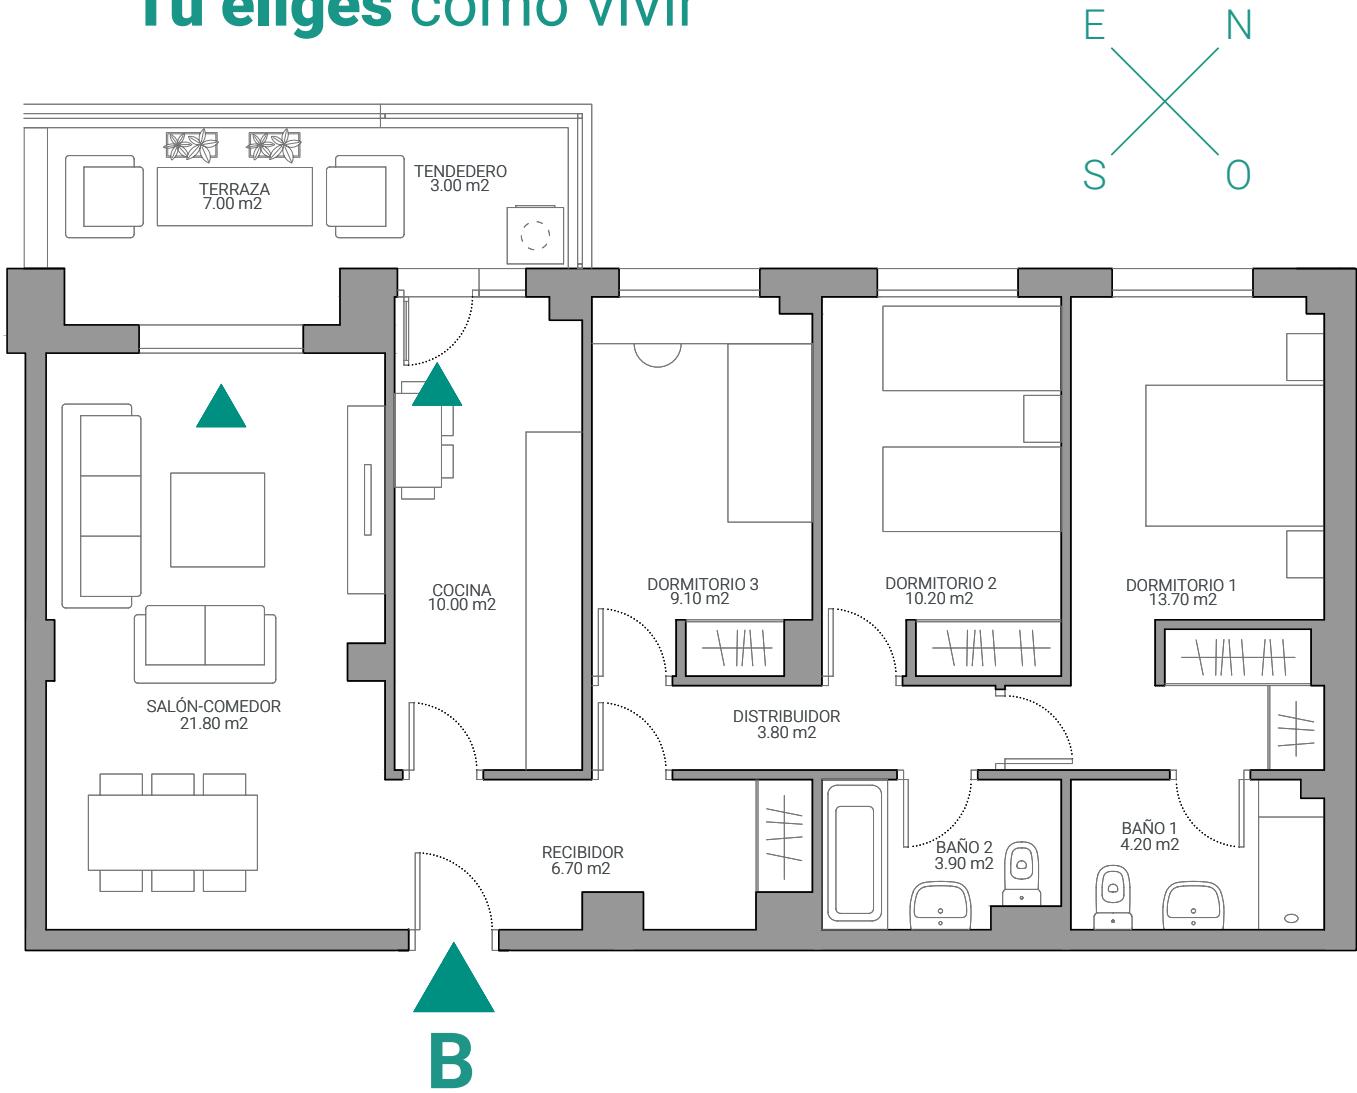 Tú eliges cómo vivir
E
N
S
O
TERRAZA
7.00 m2
TENDEDERO
3.00 m2
COCINA
10.00 m2
DORMITORIO 3
9.10 m2
DORMITORIO 2
10.20 m2
DORMITORIO 1
13.70 m2
SALÓN-COMEDOR
21.80 m2
DISTRIBUIDOR
3.80 m2
RECIBIDOR
6.70 m2
BAÑO 2
3.90 m2
BAÑO 1
4.20 m2
B